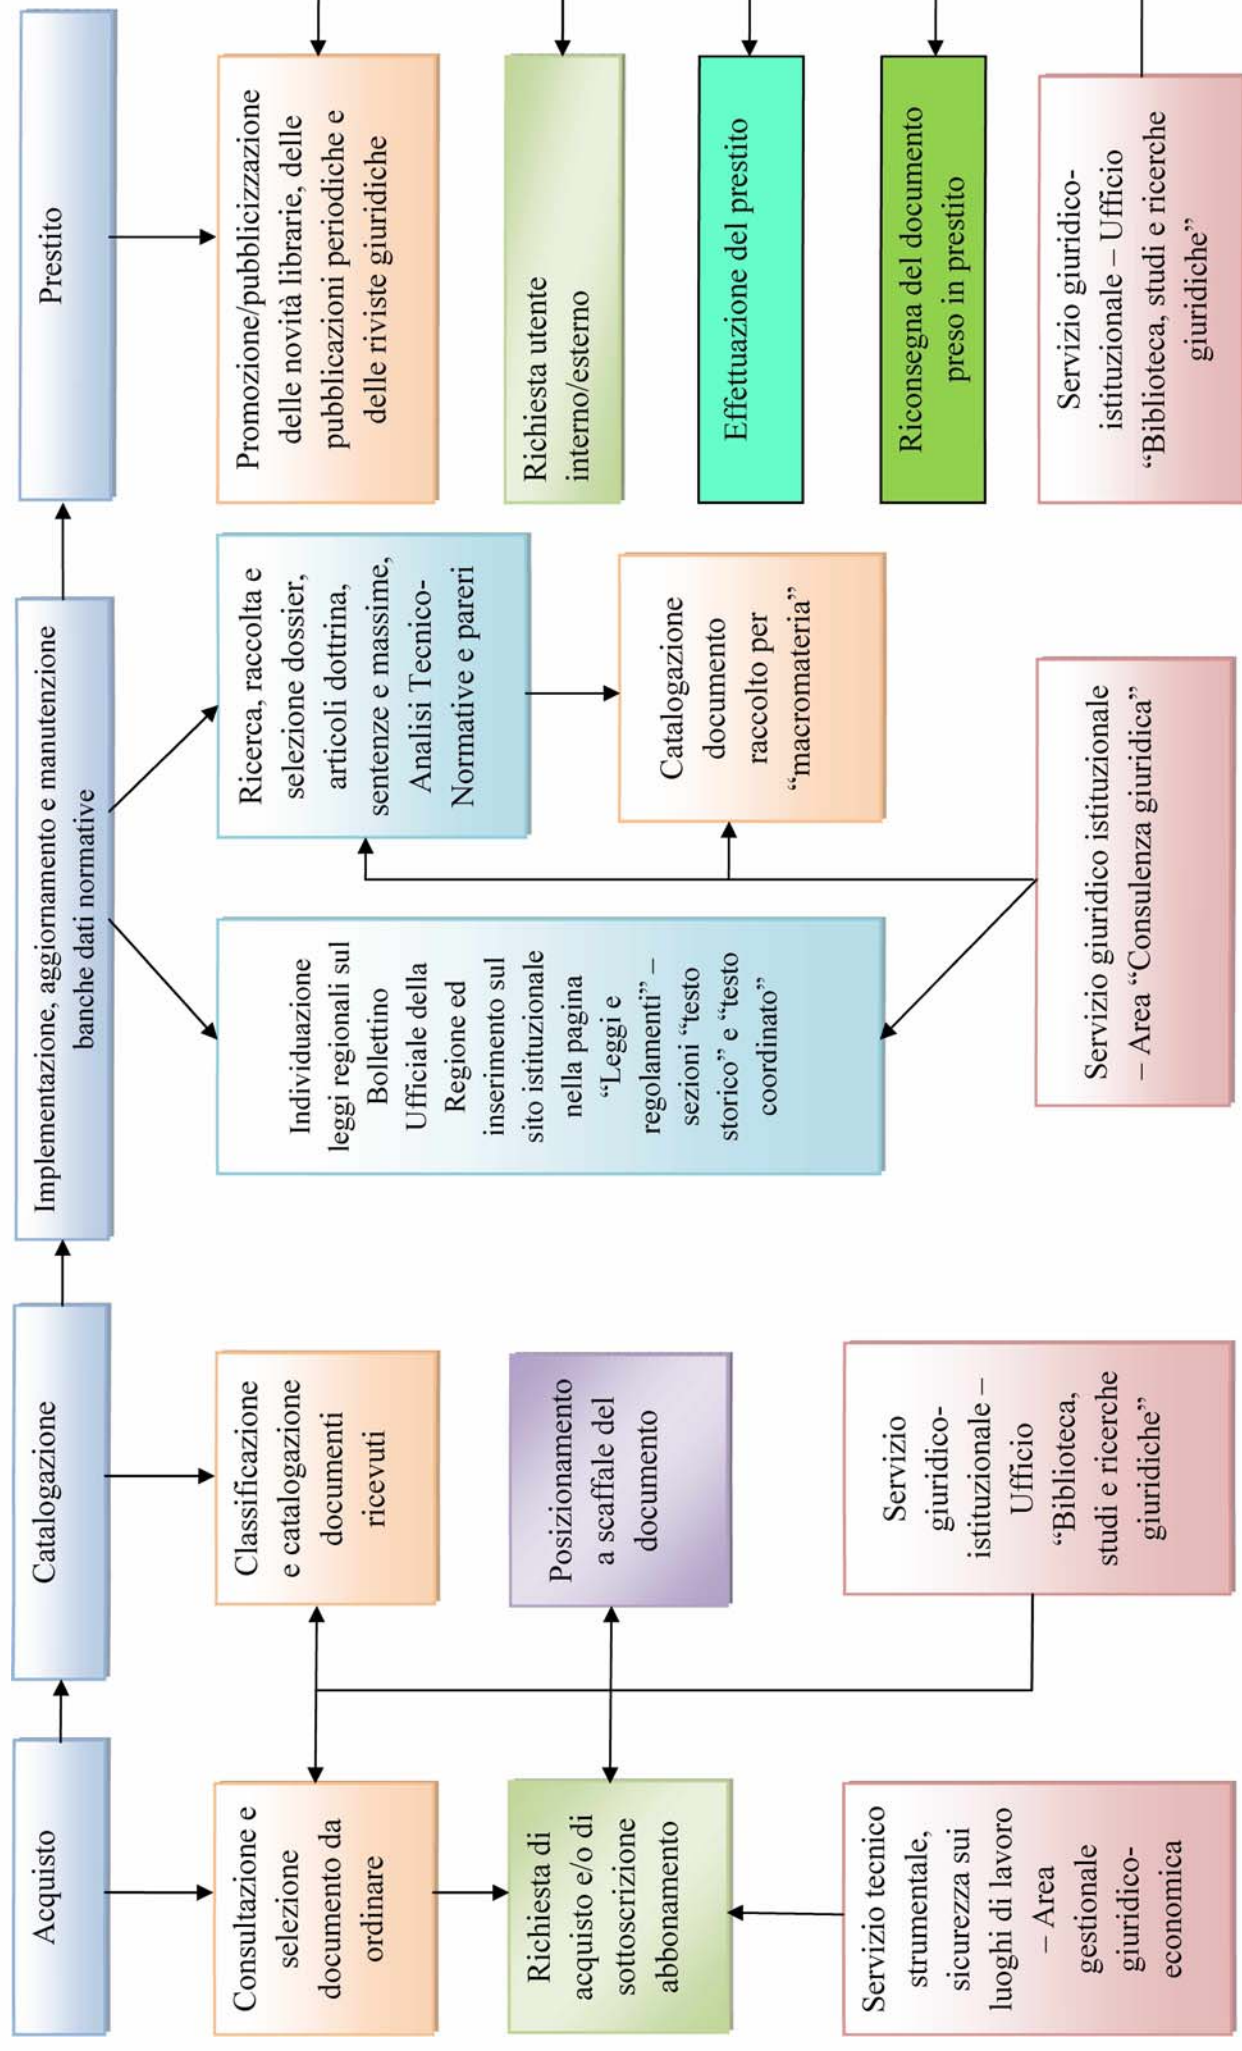 Acquisto
Catalogazione
Implementazione, aggiornamento e manutenzione
banche dati normative
Prestito
Consultazione e
selezione
documento da
ordinare
Richiesta di
acquisto e/o di
sottoscrizione
abbonamento
Servizio tecnico
strumentale,
sicurezza sui
luoghi di lavoro
– Area
gestionale
giuridico-
economica
Classificazione
e catalogazione
documenti
ricevuti
Posizionamento
a scaffale del
documento
Servizio
giuridico-
istituzionale –
Ufficio
“Biblioteca,
studi e ricerche
giuridiche”
Individuazione
leggi regionali sul
Bollettino
Ufficiale della
Regione ed
inserimento sul
sito istituzionale
nella pagina
“Leggi e
regolamenti” –
sezioni “testo
storico” e “testo
coordinato”
Ricerca, raccolta e
selezione dossier,
articoli dottrina,
sentenze e massime,
Analisi Tecnico-
Normative e pareri
Catalogazione
documento
raccolto per
“macromateria”
Servizio giuridico istituzionale
– Area “Consulenza giuridica”
Promozione/pubblicizzazione
delle novità librarie, delle
pubblicazioni periodiche e
delle riviste giuridiche
Richiesta utente
interno/esterno
Effettuazione del prestito
Riconsegna del documento
preso in prestito
Servizio giuridico-
istituzionale – Ufficio
“Biblioteca, studi e ricerche
giuridiche”